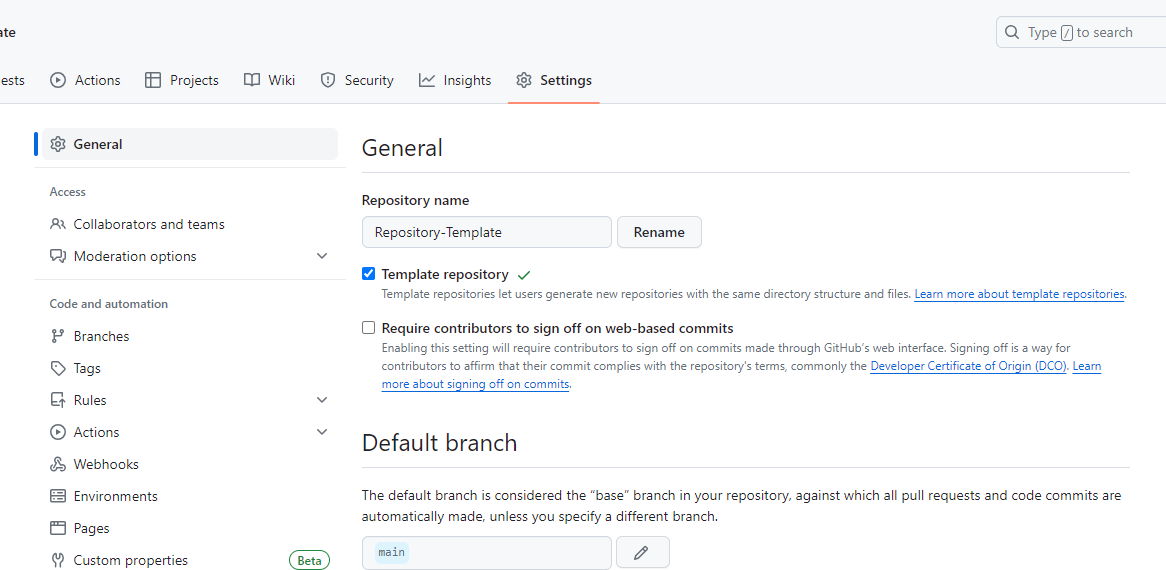 ate
Type / to search
ests
Actions
Projects
Wiki
Security
Insights
Settings
General
Access
Collaborators and teams
Moderation options
Code and automation
Branches
Tags
Rules
Actions
Webhooks
Environments
Pages
Custom properties
Beta
General
Repository name
Repository-Template
Rename
Template repository
Template repositories let users generate new repositories with the same directory structure and files. Learn more about template repositories.
Require contributors to sign off on web-based commits
Enabling this setting will require contributors to sign off on commits made through GitHub's web interface. Signing off is a way for
contributors to affirm that their commit complies with the repository's terms, commonly the Developer Certificate of Origin (DCO). Learn
more about signing off on commits.
Default branch
The default branch is considered the “base” branch in your repository, against which all pull requests and code commits are
automatically made, unless you specify a different branch.
main